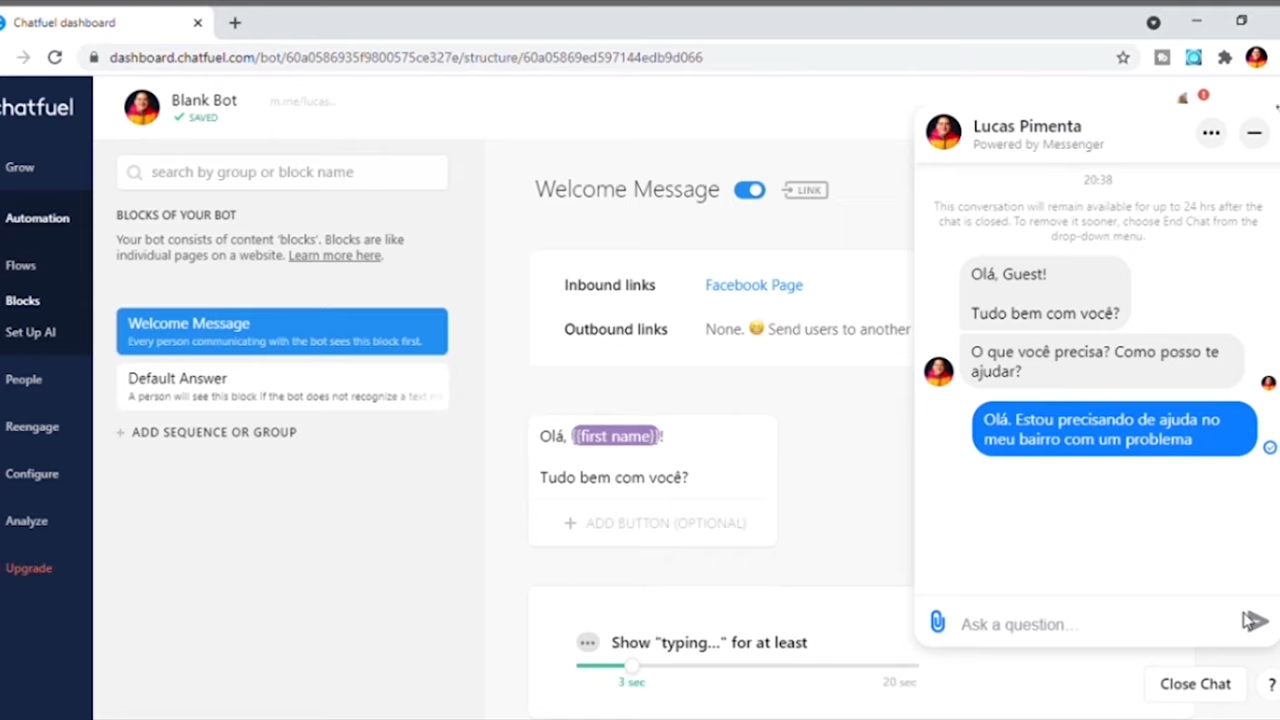 Chatfuel dashboard
dashboard.chatfuel.com/bot/60a0586935f9800575ce327e/structure/60a05869ed597144edb9d066
chatfuel
Grow
Automation
Flows
Blocks
Set Up AI
People
Reengage
Configure
Analyze
Upgrade
Blank Bot
m.me/lucas..
SAVED
search by group or block name
BLOCKS OF YOUR BOT
Your bot consists of content 'blocks'. Blocks are like
individual pages on a website. Learn more here.
Welcome Message
Every person communicating with the bot sees this block first.
Default Answer
A person will see this block if the bot does not recognize a text m
+ ADD SEQUENCE OR GROUP
Welcome Message
LINK
Inbound links
Facebook Page
Outbound links
None. 😀 Send users to another
Olá, {{first name}}!
Tudo bem com você?
+ ADD BUTTON (OPTIONAL)
Show "typing..." for at least
3 sec
20 sec
Lucas Pimenta
Powered by Messenger
20:38
This conversation will remain available for up to 24 hrs after the
chat is closed. To remove it sooner, choose End Chat from the
drop-down menu.
Olá, Guest!
Tudo bem com você?
O que você precisa? Como posso te
ajudar?
Olá. Estou precisando de ajuda no
meu bairro com um problema
Ask a question...
Close Chat
?